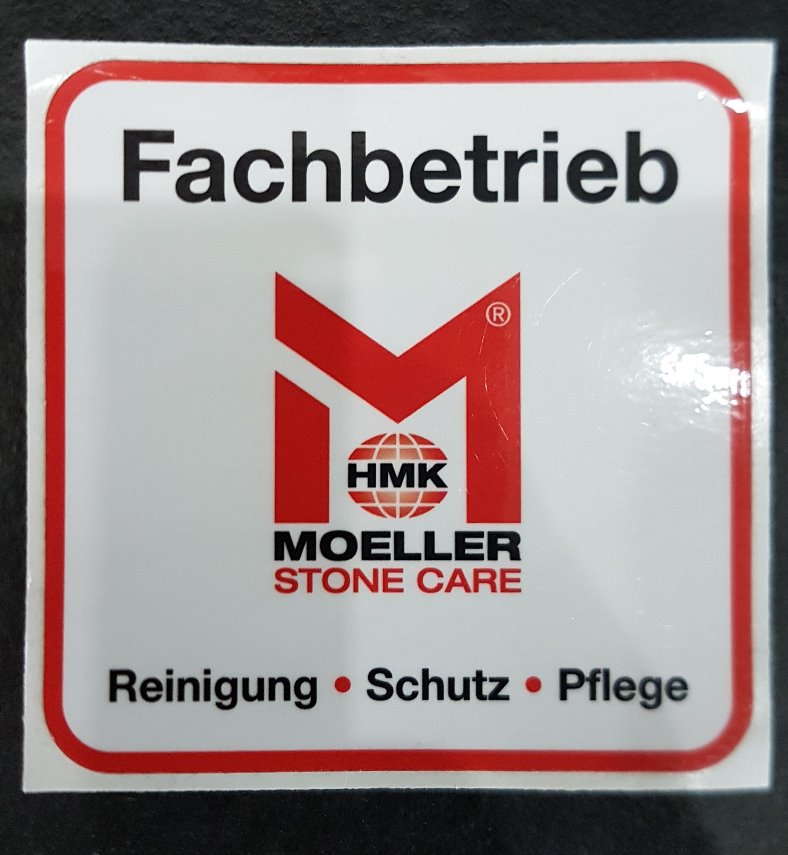 Fachbetrieb
®
HMK
MOELLER
STONE CARE
Reinigung • Schutz • Pflege